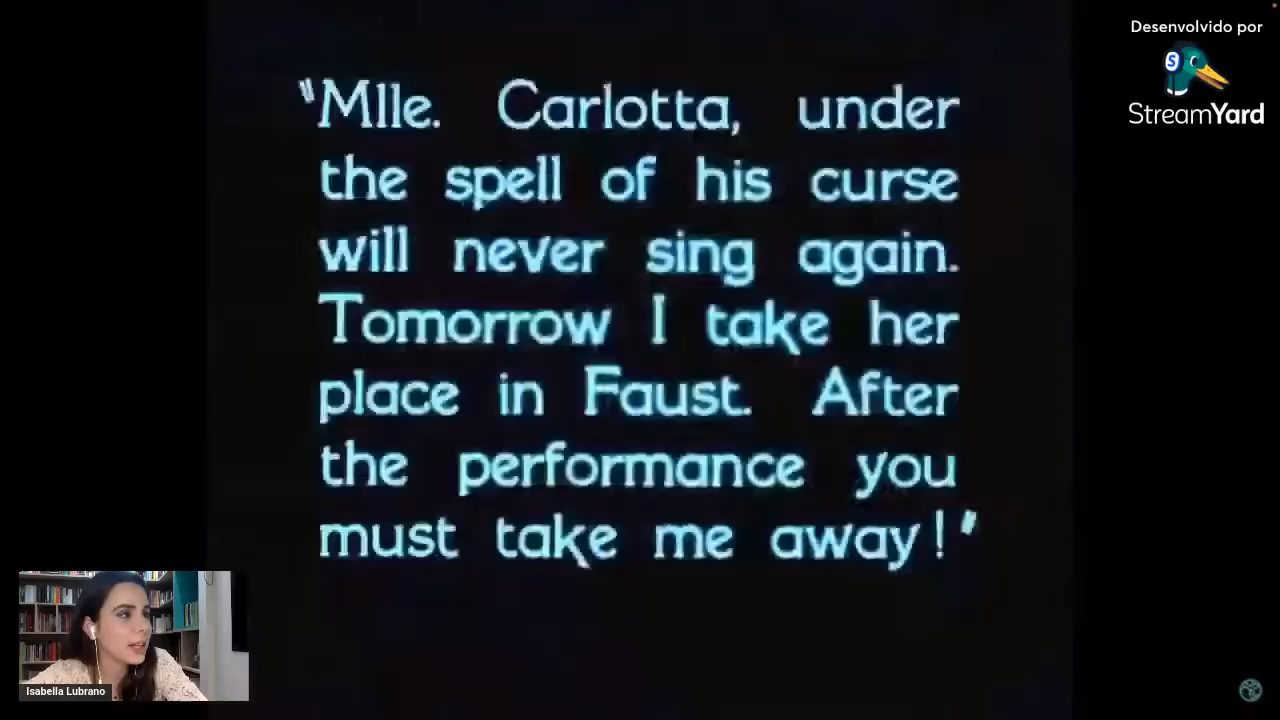 Desenvolvido por
StreamYard
"Mlle. Carlotta, under
the spell of his curse
will never sing again.
Tomorrow I take her
place in Faust. After
the performance you
must take me away!"
Isabella Lubrano